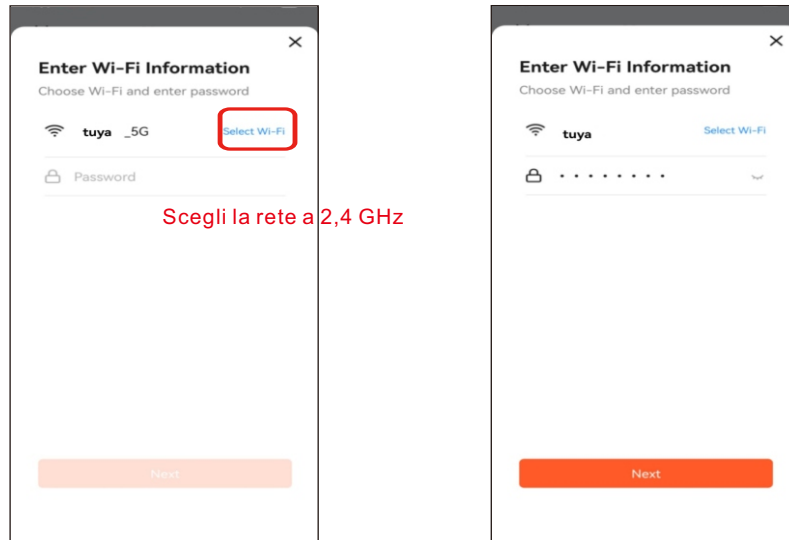 Enter Wi-Fi Information
Choose Wi-Fi and enter password
tuya _5G Select Wi-Fi
Password
Scegli la rete a 2,4 GHz
Next
Enter Wi-Fi Information
Choose Wi-Fi and enter password
tuya Select Wi-Fi
• • • • • • • •
Next